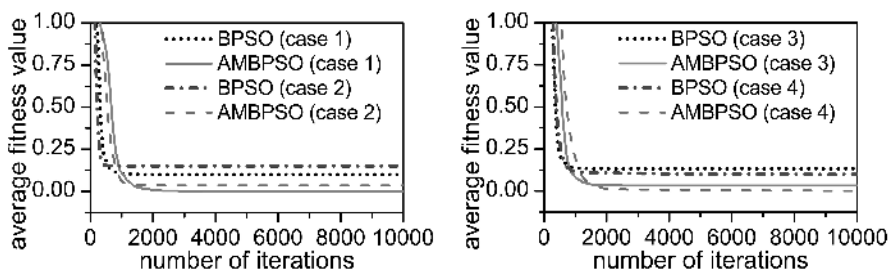 average fitness value
1.00
0.75
0.50
0.25
0.00
BPSO (case 1)
AMBPSO (case 1)
BPSO (case 2)
AMBPSO (case 2)
0 2000 4000 6000 8000 10000
number of iterations
average fitness value
1.00
0.75
0.50
0.25
0.00
BPSO (case 3)
AMBPSO (case 3)
BPSO (case 4)
AMBPSO (case 4)
0 2000 4000 6000 8000 10000
number of iterations